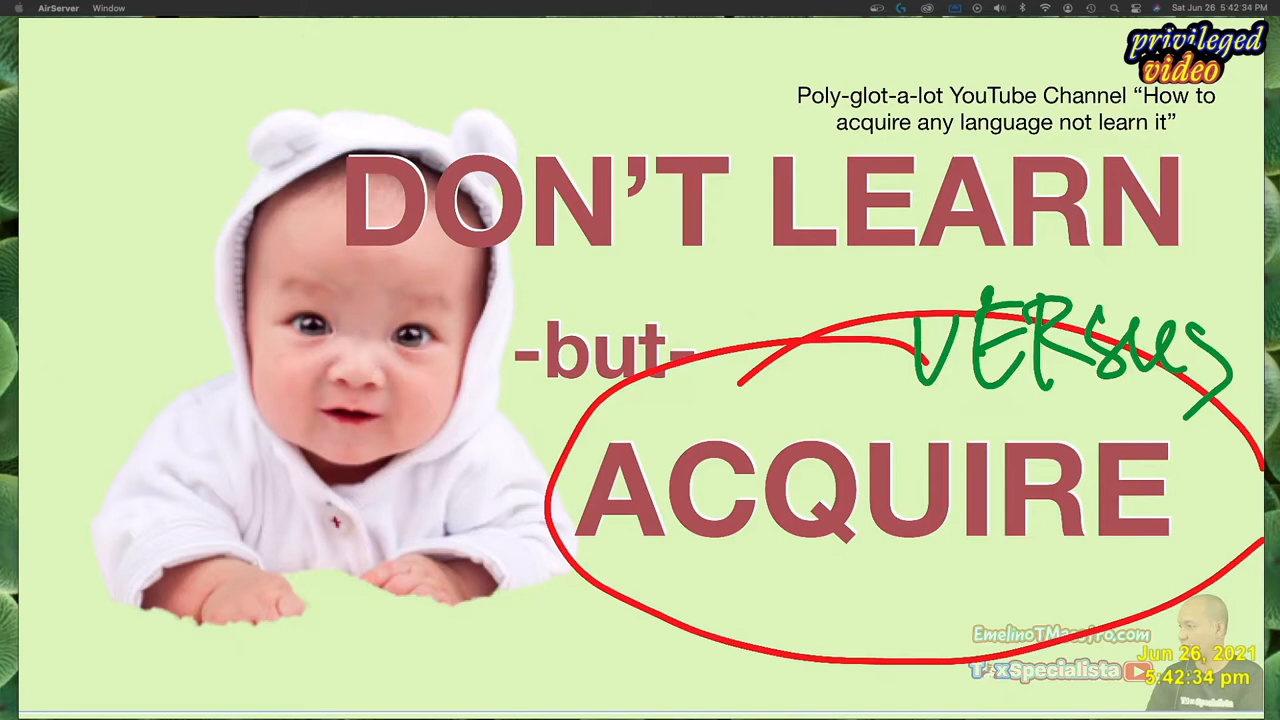 AirServer Window
Sat Jun 26 5:42:34 PM
privileged
video
Poly-glot-a-lot YouTube Channel “How to
acquire any language not learn it”
DON’T LEARN
-but-
VERSUS
ACQUIRE
EmelinoTMaestro.com
TaxSpecialista
Jun 26, 2021
5:42:34 pm
TaxSpecialista